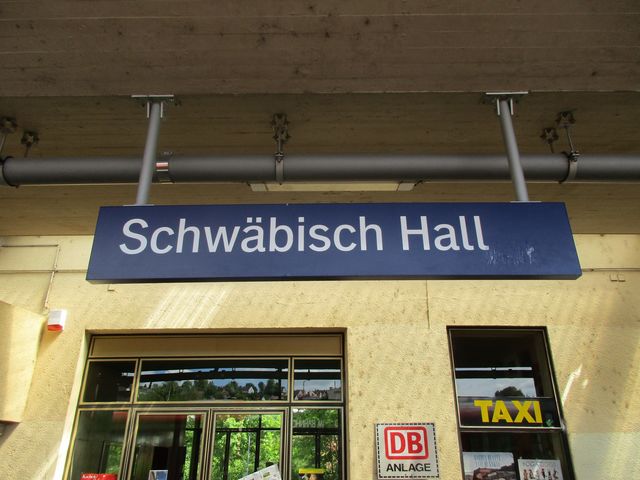 Schwäbisch Hall
TAXI
DB
ANLAGE